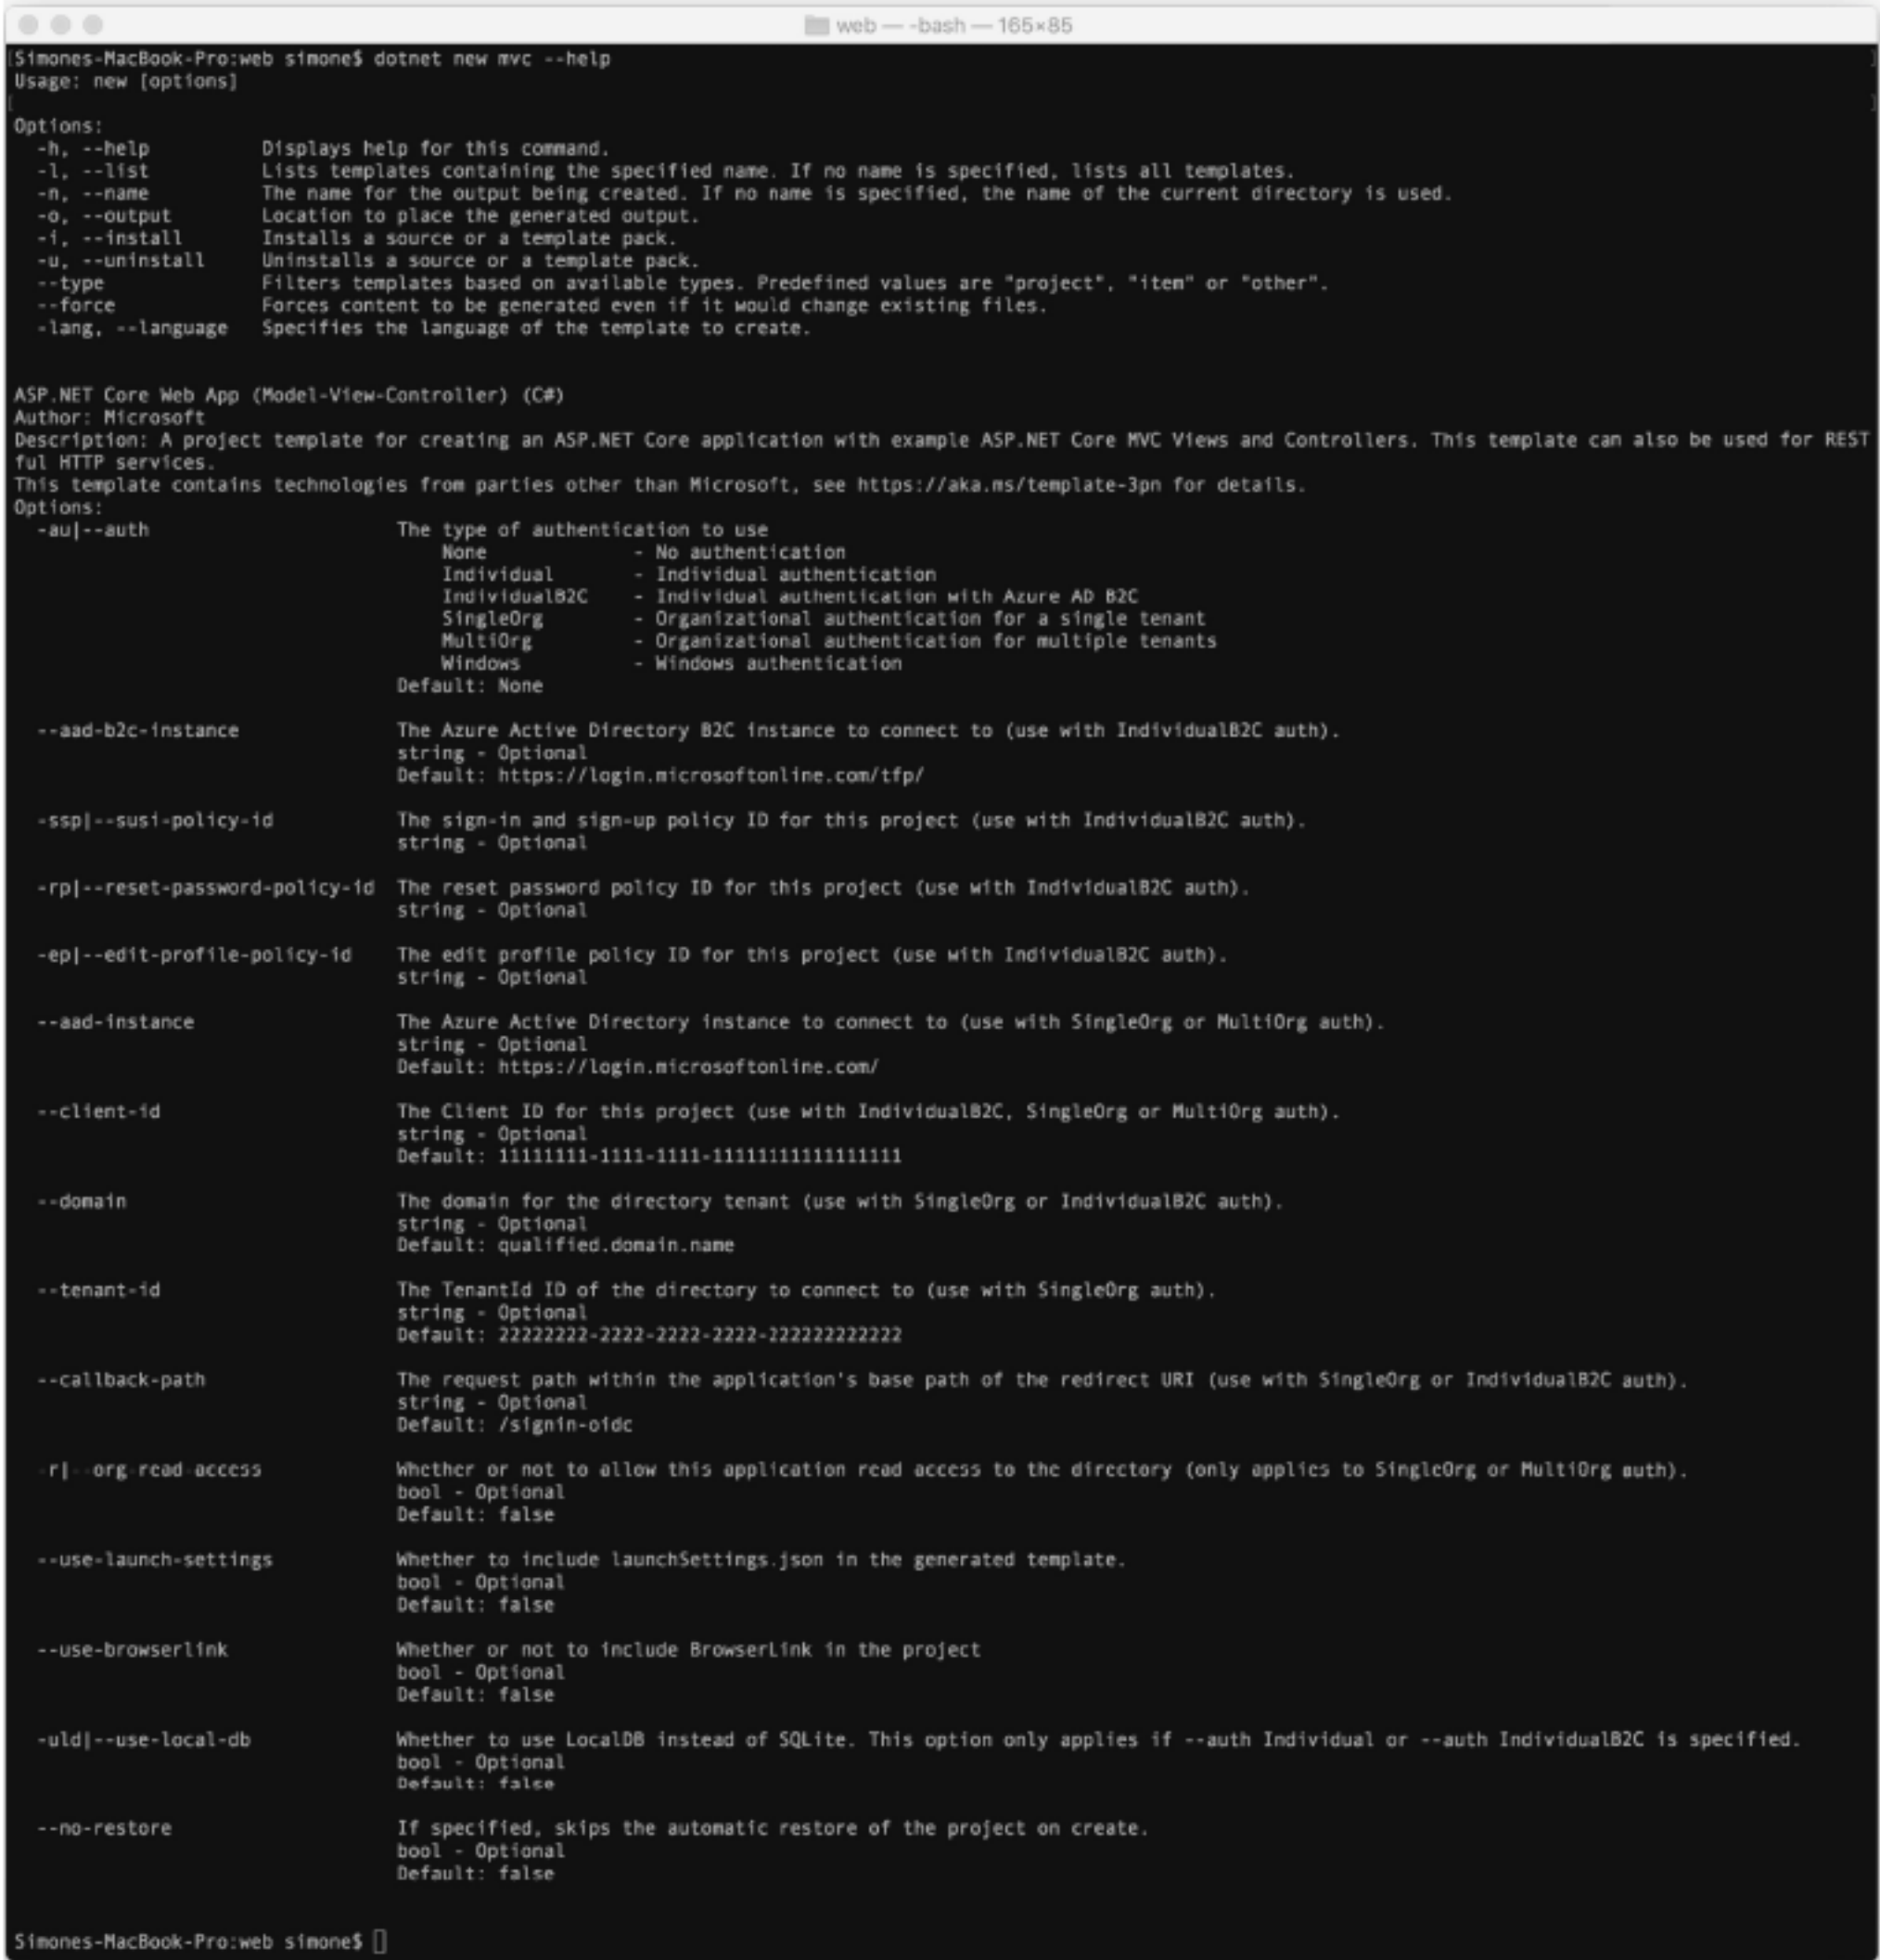 web — -bash — 165×85
Simones-MacBook-Pro:web simone$ dotnet new mvc --help
Usage: new [options]
Options:
  -h, --help          Displays help for this command.
  -l, --list          Lists templates containing the specified name. If no name is specified, lists all templates.
  -n, --name          The name for the output being created. If no name is specified, the name of the current directory is used.
  -o, --output        Location to place the generated output.
  -i, --install       Installs a source or a template pack.
  -u, --uninstall     Uninstalls a source or a template pack.
  --type              Filters templates based on available types. Predefined values are "project", "item" or "other".
  --force             Forces content to be generated even if it would change existing files.
  -lang, --language   Specifies the language of the template to create.
ASP.NET Core Web App (Model-View-Controller) (C#)
Author: Microsoft
Description: A project template for creating an ASP.NET Core application with example ASP.NET Core MVC Views and Controllers. This template can also be used for REST
ful HTTP services.
This template contains technologies from parties other than Microsoft, see https://aka.ms/template-3pn for details.
Options:
  -au|--auth                      The type of authentication to use
                                      None             - No authentication
                                      Individual       - Individual authentication
                                      IndividualB2C    - Individual authentication with Azure AD B2C
                                      SingleOrg        - Organizational authentication for a single tenant
                                      MultiOrg         - Organizational authentication for multiple tenants
                                      Windows          - Windows authentication
                                  Default: None
  --aad-b2c-instance              The Azure Active Directory B2C instance to connect to (use with IndividualB2C auth).
                                  string - Optional
                                  Default: https://login.microsoftonline.com/tfp/
  -ssp|--susi-policy-id           The sign-in and sign-up policy ID for this project (use with IndividualB2C auth).
                                  string - Optional
  -rp|--reset-password-policy-id  The reset password policy ID for this project (use with IndividualB2C auth).
                                  string - Optional
  -ep|--edit-profile-policy-id    The edit profile policy ID for this project (use with IndividualB2C auth).
                                  string - Optional
  --aad-instance                  The Azure Active Directory instance to connect to (use with SingleOrg or MultiOrg auth).
                                  string - Optional
                                  Default: https://login.microsoftonline.com/
  --client-id                     The Client ID for this project (use with IndividualB2C, SingleOrg or MultiOrg auth).
                                  string - Optional
                                  Default: 11111111-1111-1111-11111111111111111
  --domain                        The domain for the directory tenant (use with SingleOrg or IndividualB2C auth).
                                  string - Optional
                                  Default: qualified.domain.name
  --tenant-id                     The TenantId ID of the directory to connect to (use with SingleOrg auth).
                                  string - Optional
                                  Default: 22222222-2222-2222-2222-222222222222
  --callback-path                 The request path within the application's base path of the redirect URI (use with SingleOrg or IndividualB2C auth).
                                  string - Optional
                                  Default: /signin-oidc
  -r|--org-read-access            Whether or not to allow this application read access to the directory (only applies to SingleOrg or MultiOrg auth).
                                  bool - Optional
                                  Default: false
  --use-launch-settings           Whether to include launchSettings.json in the generated template.
                                  bool - Optional
                                  Default: false
  --use-browserlink               Whether or not to include BrowserLink in the project
                                  bool - Optional
                                  Default: false
  -uld|--use-local-db             Whether to use LocalDB instead of SQLite. This option only applies if --auth Individual or --auth IndividualB2C is specified.
                                  bool - Optional
                                  Default: false
  --no-restore                    If specified, skips the automatic restore of the project on create.
                                  bool - Optional
                                  Default: false
Simones-MacBook-Pro:web simone$